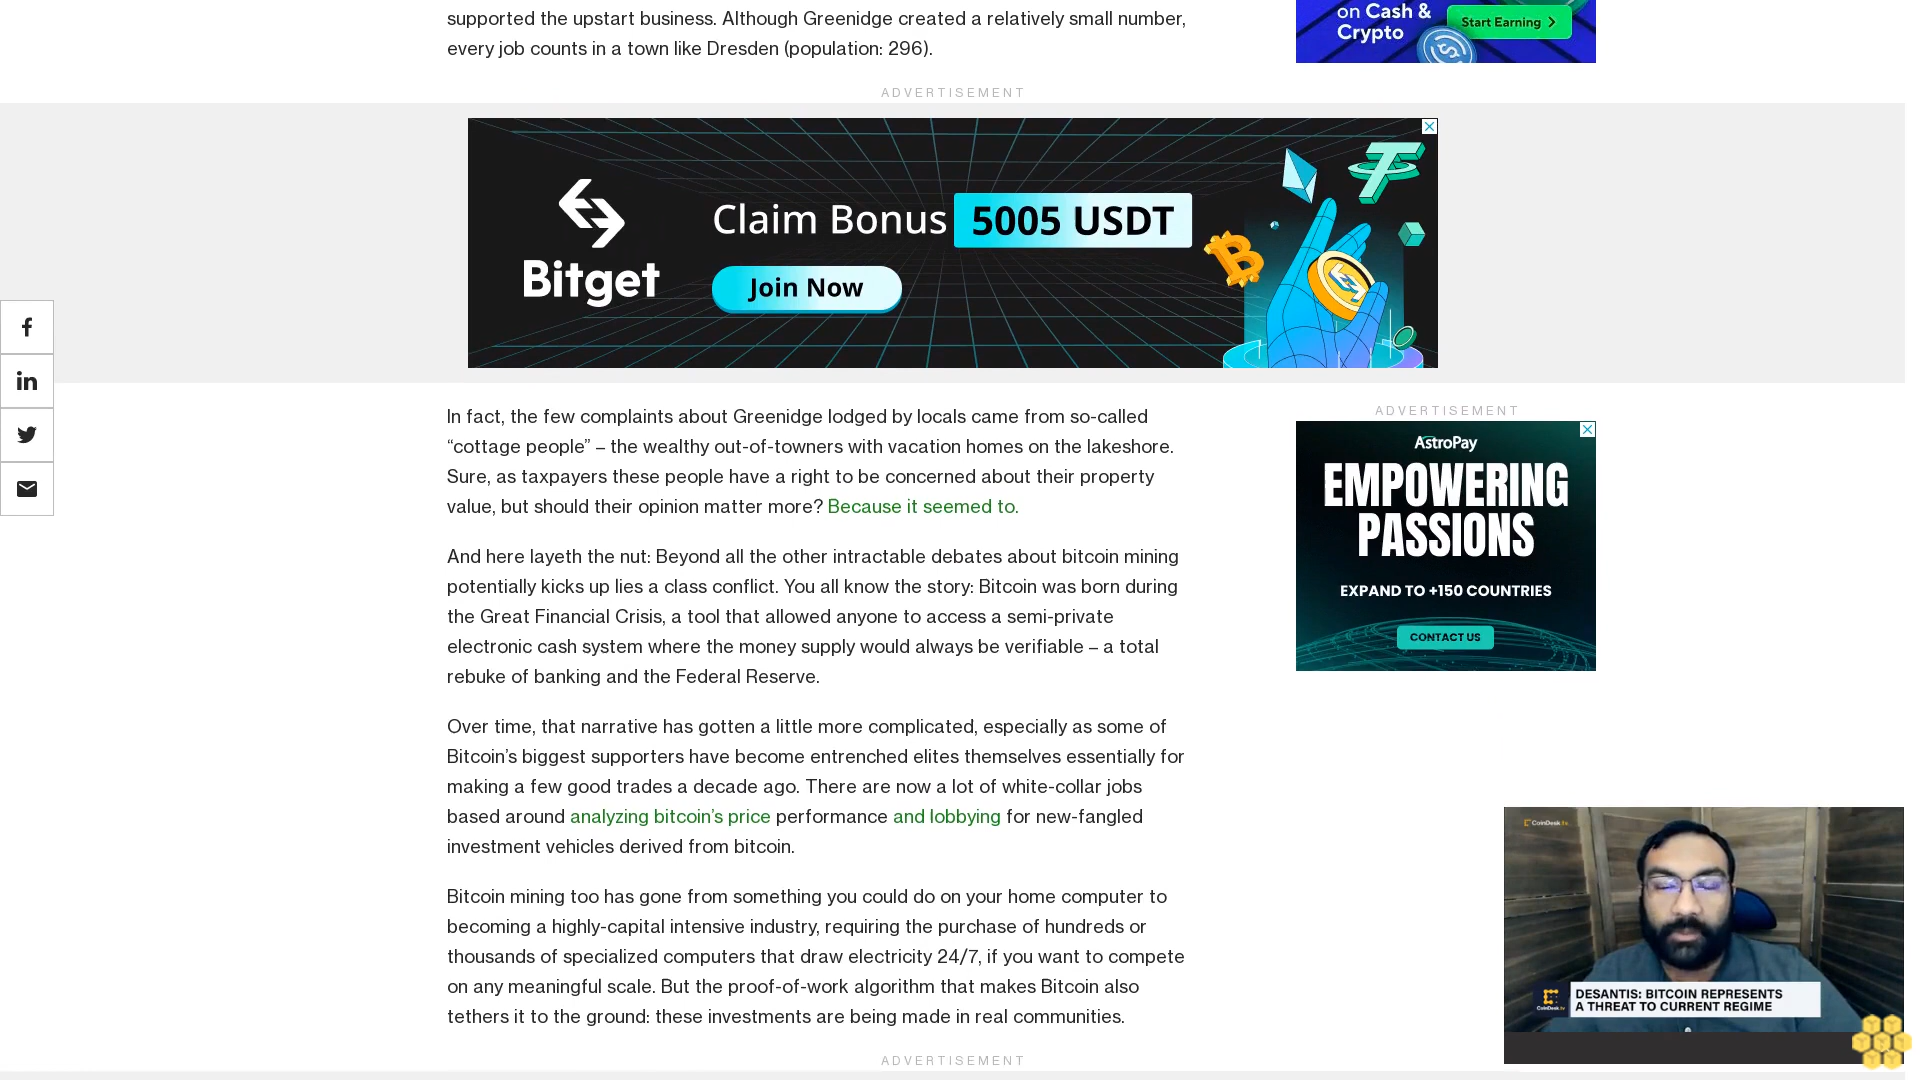 supported the upstart business. Although Greenidge created a relatively small number,
every job counts in a town like Dresden (population: 296).
on Cash &
Crypto
Start Earning
ADVERTISEMENT
Bitget
Claim Bonus 5005 USDT
Join Now
In fact, the few complaints about Greenidge lodged by locals came from so-called
“cottage people” – the wealthy out-of-towners with vacation homes on the lakeshore.
Sure, as taxpayers these people have a right to be concerned about their property
value, but should their opinion matter more? Because it seemed to.
ADVERTISEMENT
AstroPay
EMPOWERING
PASSIONS
EXPAND TO +150 COUNTRIES
CONTACT US
And here layeth the nut: Beyond all the other intractable debates about bitcoin mining
potentially kicks up lies a class conflict. You all know the story: Bitcoin was born during
the Great Financial Crisis, a tool that allowed anyone to access a semi-private
electronic cash system where the money supply would always be verifiable – a total
rebuke of banking and the Federal Reserve.
Over time, that narrative has gotten a little more complicated, especially as some of
Bitcoin’s biggest supporters have become entrenched elites themselves essentially for
making a few good trades a decade ago. There are now a lot of white-collar jobs
based around analyzing bitcoin’s price performance and lobbying for new-fangled
investment vehicles derived from bitcoin.
Bitcoin mining too has gone from something you could do on your home computer to
becoming a highly-capital intensive industry, requiring the purchase of hundreds or
thousands of specialized computers that draw electricity 24/7, if you want to compete
on any meaningful scale. But the proof-of-work algorithm that makes Bitcoin also
tethers it to the ground: these investments are being made in real communities.
CoinDesk.tv
CoinDesk.tv
DESANTIS: BITCOIN REPRESENTS
A THREAT TO CURRENT REGIME
ADVERTISEMENT